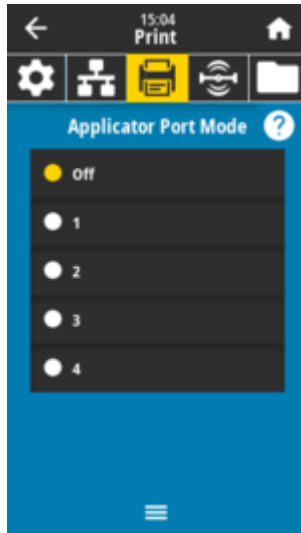 15:04
Print
Applicator Port Mode ?
Off
1
2
3
4